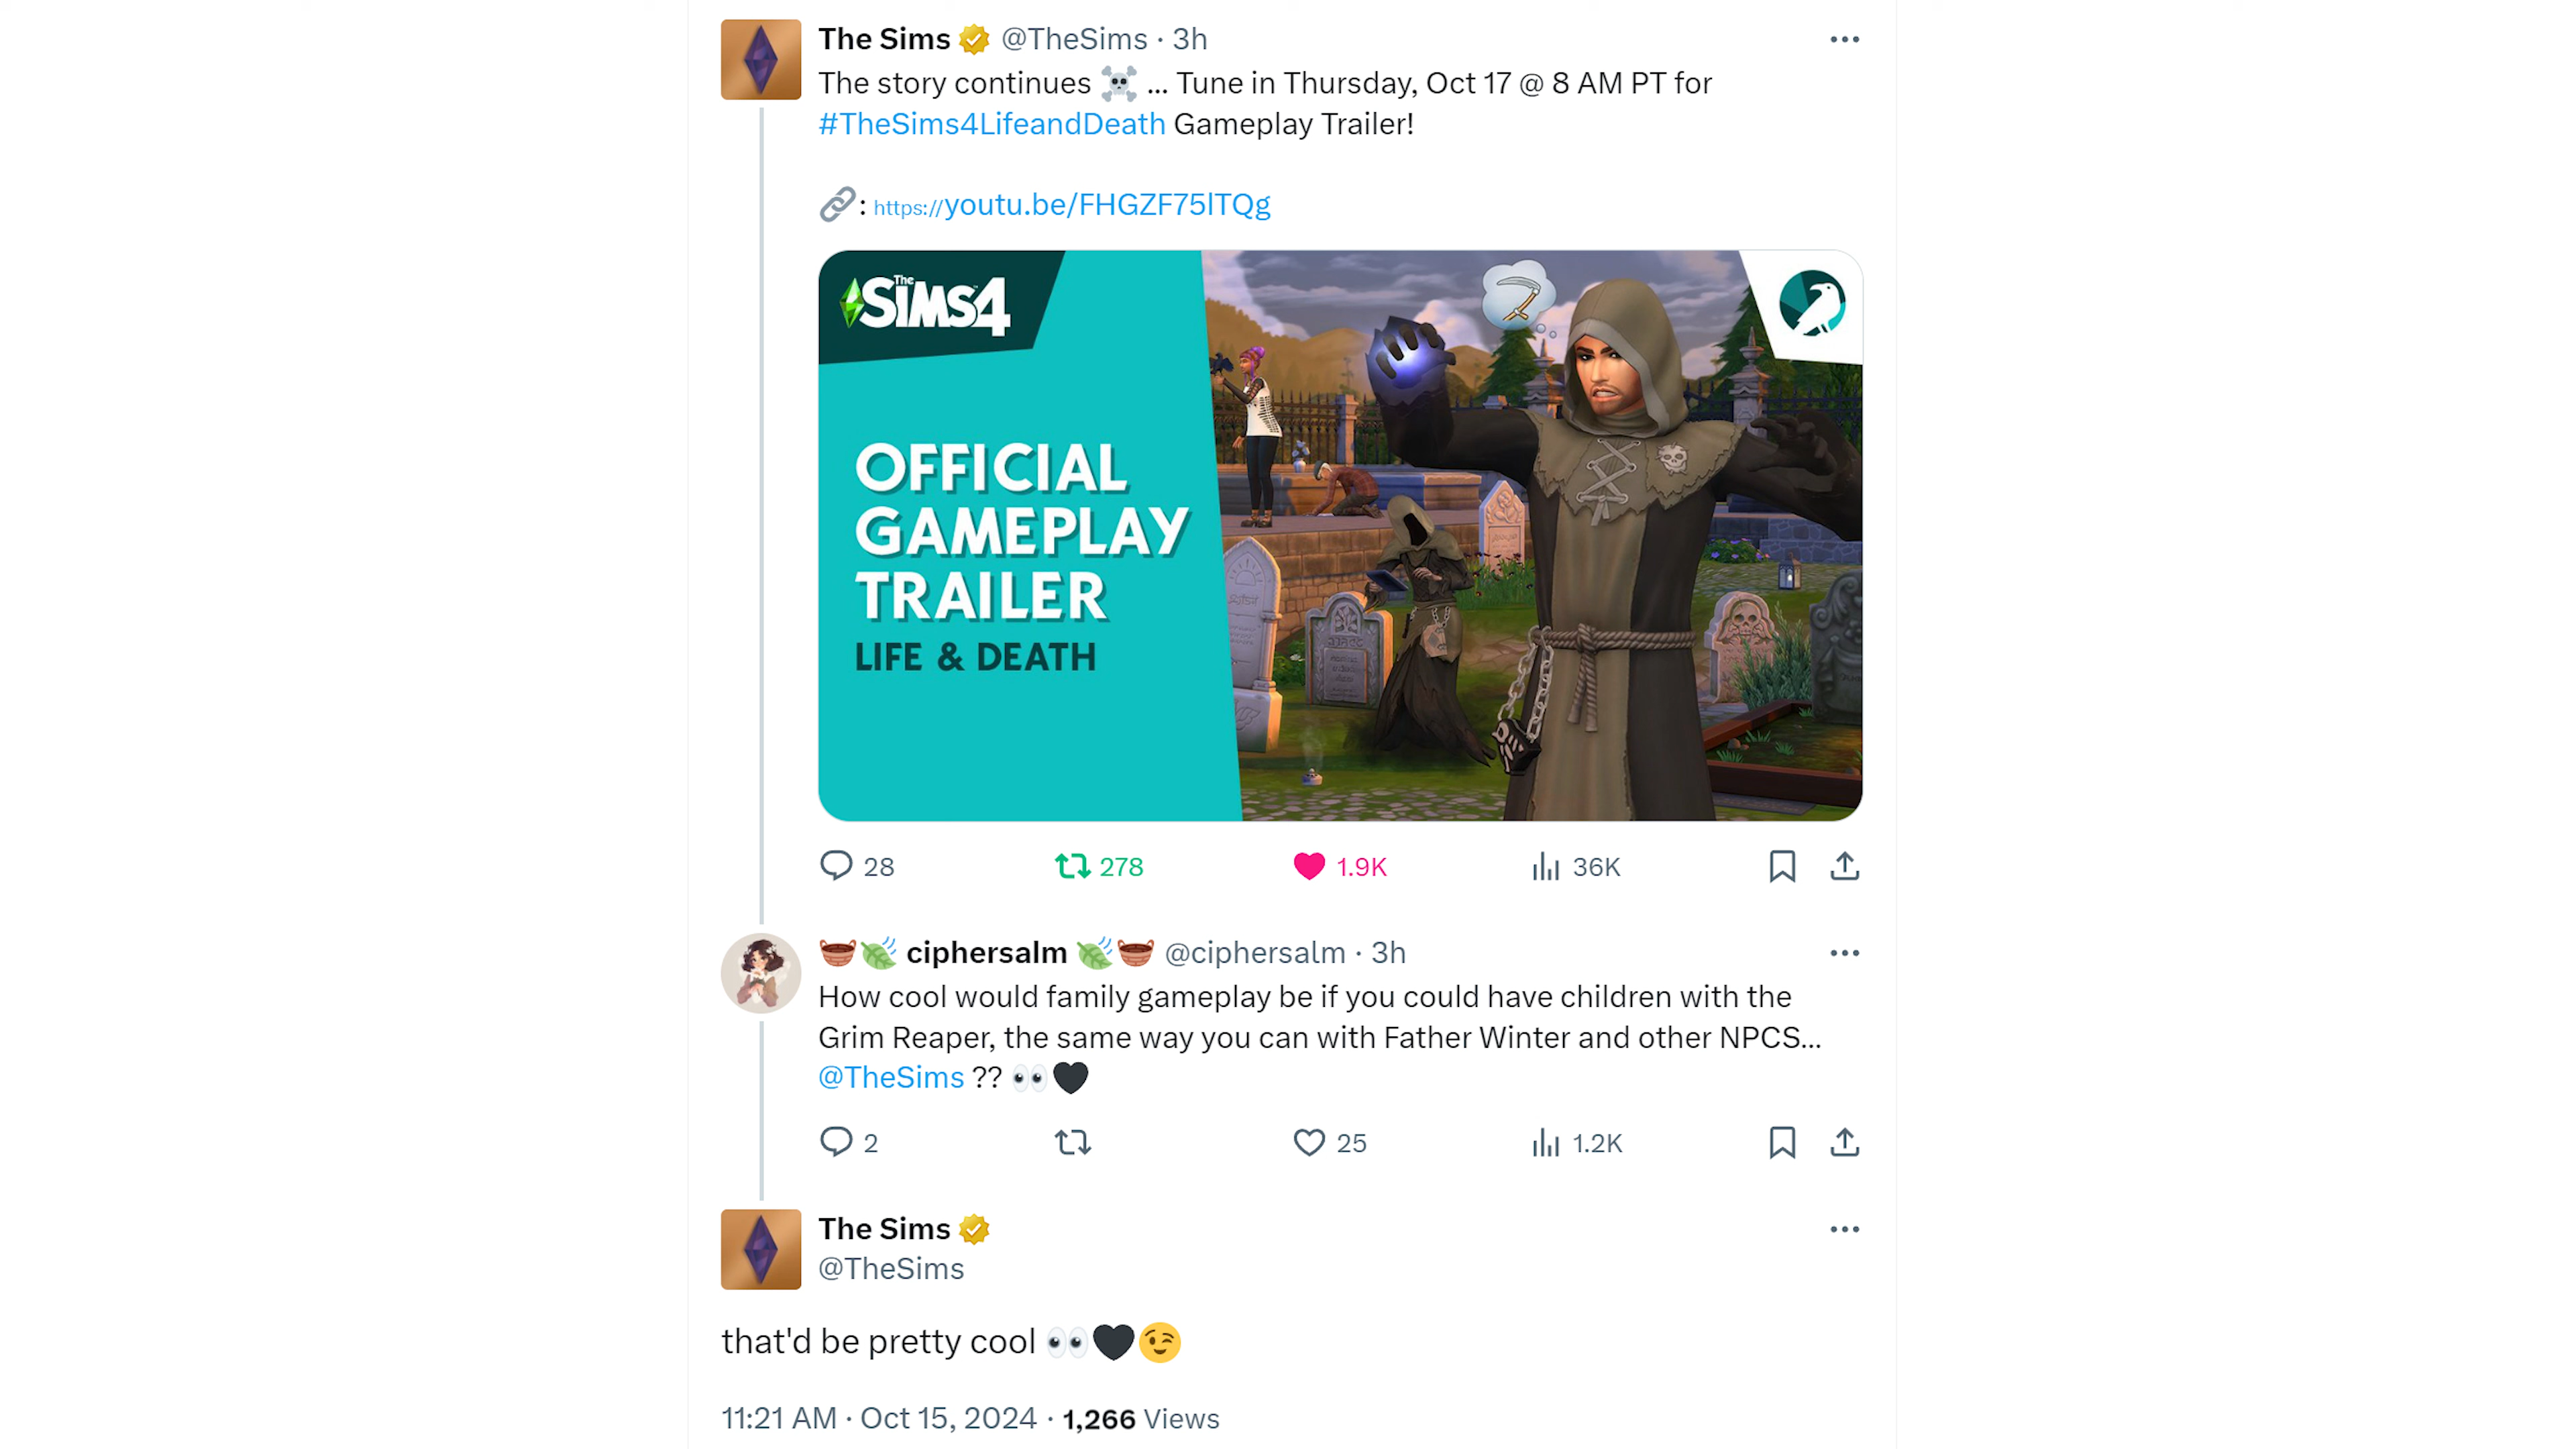 The Sims @TheSims · 3h
The story continues ☠️ ... Tune in Thursday, Oct 17 @ 8 AM PT for
#TheSims4LifeandDeath Gameplay Trailer!
🔗: https://youtu.be/FHGZF75lTQg
The SIMS 4
OFFICIAL
GAMEPLAY
TRAILER
LIFE & DEATH
28 278 1.9K 36K
🧺🍃 ciphersalm 🍃🧺 @ciphersalm · 3h
How cool would family gameplay be if you could have children with the
Grim Reaper, the same way you can with Father Winter and other NPCS...
@TheSims ?? 👀🖤
2 25 1.2K
The Sims
@TheSims
that'd be pretty cool 👀🖤😉
11:21 AM · Oct 15, 2024 · 1,266 Views